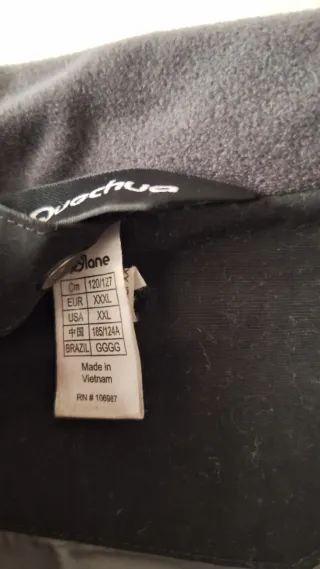 Quechua
Cm 120/127
EUR XXXL
USA XXL
中国 185/124A
BRAZIL GGGG
Made in
Vietnam
RN # 106987